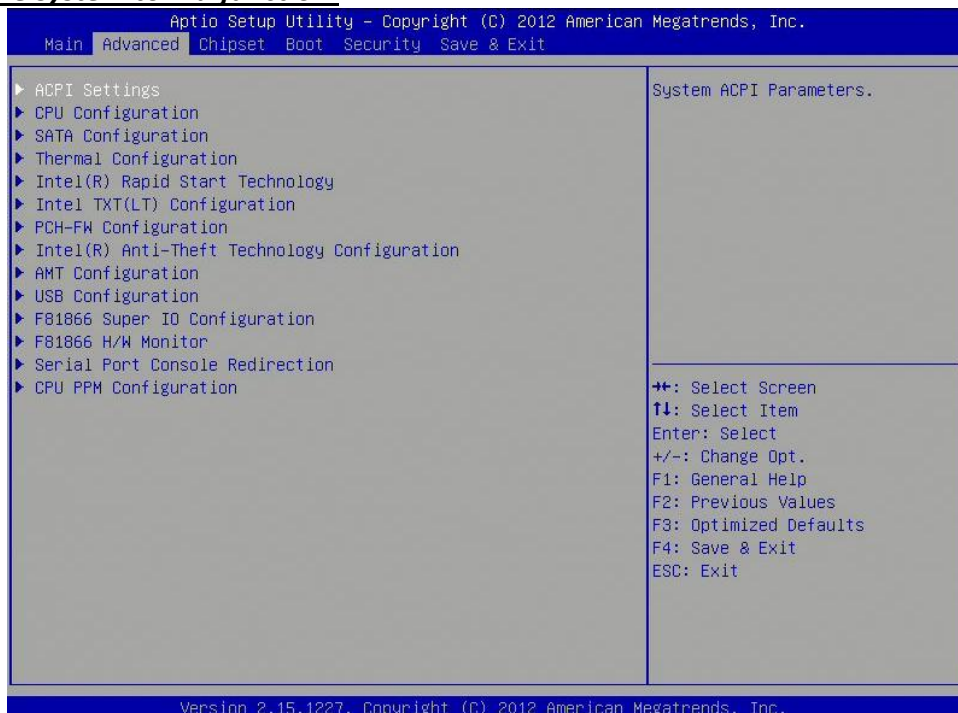 Aptio Setup Utility – Copyright (C) 2012 American Megatrends, Inc.
Main Advanced Chipset Boot Security Save & Exit
ACPI Settings
CPU Configuration
SATA Configuration
Thermal Configuration
Intel(R) Rapid Start Technology
Intel TXT(LT) Configuration
PCH-FW Configuration
Intel(R) Anti-Theft Technology Configuration
AMT Configuration
USB Configuration
F81866 Super IO Configuration
F81866 H/W Monitor
Serial Port Console Redirection
CPU PPM Configuration
System ACPI Parameters.
→←: Select Screen
↑↓: Select Item
Enter: Select
+/-: Change Opt.
F1: General Help
F2: Previous Values
F3: Optimized Defaults
F4: Save & Exit
ESC: Exit
Version 2.15.1227. Copyright (C) 2012 American Megatrends, Inc.